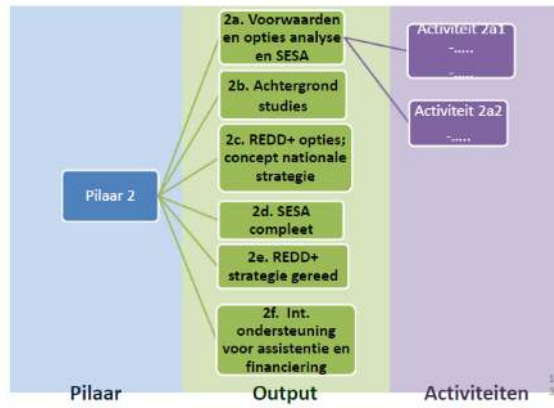 Pilaar 2
2a. Voorwaarden
en opties analyse
en SESA
2b. Achtergrond
studies
2c. REDD+ opties;
concept nationale
strategie
2d. SESA
compleet
2e. REDD+
strategie gereed
2f. Int.
ondersteuning
voor assistentie en
financiering
Activiteit 2a1
-.....
-.....
Activiteit 2a2
-.....
Pilaar
Output
Activiteiten